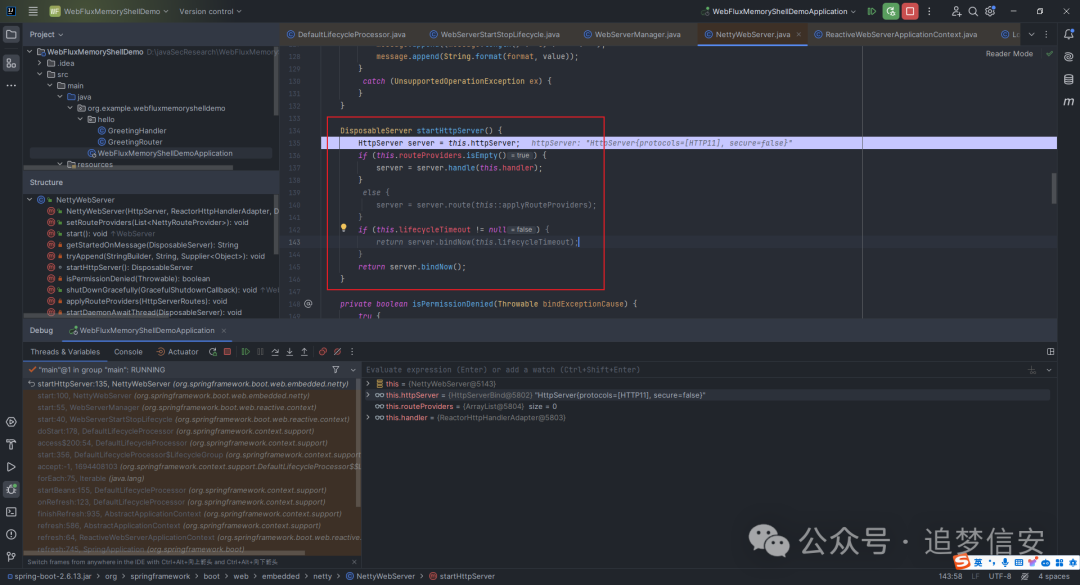 WF WebFluxMemoryShellDemo Version control WebFluxMemoryShellDemoApplication
Project
WebFluxMemoryShellDemo D:\javaSecResearch\WebFluxMemor
.idea
src
main
java
org.example.webfluxmemoryshelldemo
hello
GreetingHandler
GreetingRouter
WebFluxMemoryShellDemoApplication
resources
Structure
NettyWebServer
NettyWebServer(HttpServer, ReactorHttpHandlerAdapter, D
setRouteProviders(List<NettyRouteProvider>): void
start(): void ↑WebServer
getStartedOnMessage(DisposableServer): String
tryAppend(StringBuilder, String, Supplier<Object>): void
startHttpServer(): DisposableServer
isPermissionDenied(Throwable): boolean
shutDownGracefully(GracefulShutdownCallback): void ↑We
applyRouteProviders(HttpServerRoutes): void
startDaemonAwaitThread(DisposableServer): void
DefaultLifecycleProcessor.java WebServerStartStopLifecycle.java WebServerManager.java NettyWebServer.java × ReactiveWebServerApplicationContext.java
Reader Mode
message.append(String.format(format, value));
130 }
catch (UnsupportedOperationException ex) {
131
132 }
}
133
134 DisposableServer startHttpServer() {
135 HttpServer server = this.httpServer; httpServer: "HttpServer{protocols=[HTTP11], secure=false}"
136 if (this.routeProviders.isEmpty() = true ) {
137 server = server.handle(this.handler);
138 }
139 else {
140 server = server.route(this::applyRouteProviders);
141 }
142 if (this.lifecycleTimeout != null = false ) {
143 return server.bindNow(this.lifecycleTimeout);
144 }
145 return server.bindNow();
146 }
147
148 @ private boolean isPermissionDenied(Throwable bindExceptionCause) {
try {
Debug WebFluxMemoryShellDemoApplication ×
Threads & Variables Console Actuator
"main"@1 in group "main": RUNNING
startHttpServer:135, NettyWebServer (org.springframework.boot.web.embedded.netty)
start:100, NettyWebServer (org.springframework.boot.web.embedded.netty)
start:55, WebServerManager (org.springframework.boot.web.reactive.context)
start:40, WebServerStartStopLifecycle (org.springframework.boot.web.reactive.context)
doStart:178, DefaultLifecycleProcessor (org.springframework.context.support)
access$200:54, DefaultLifecycleProcessor (org.springframework.context.support)
start:356, DefaultLifecycleProcessor$LifecycleGroup (org.springframework.context.suppo
accept:-1, 1694408103 (org.springframework.context.support.DefaultLifecycleProcessor$$L
forEach:75, Iterable (java.lang)
startBeans:155, DefaultLifecycleProcessor (org.springframework.context.support)
onRefresh:123, DefaultLifecycleProcessor (org.springframework.context.support)
finishRefresh:935, AbstractApplicationContext (org.springframework.context.support)
refresh:586, AbstractApplicationContext (org.springframework.context.support)
refresh:64, ReactiveWebServerApplicationContext (org.springframework.boot.web.reactive.
refresh:745, SpringApplication (org.springframework.boot)
Switch frames from anywhere in the IDE with Ctrl+Alt+向上箭头 and Ctrl+Alt+向下箭头 ×
Evaluate expression (Enter) or add a watch (Ctrl+Shift+Enter)
this = {NettyWebServer@5143}
this.httpServer = {HttpServerBind@5802} "HttpServer{protocols=[HTTP11], secure=false}"
this.routeProviders = {ArrayList@5804} size = 0
this.handler = {ReactorHttpHandlerAdapter@5803}
公众号 · 追梦信安
英
spring-boot-2.6.13.jar > org > springframework > boot > web > embedded > netty > NettyWebServer > startHttpServer 143:58 LF UTF-8 4 spaces